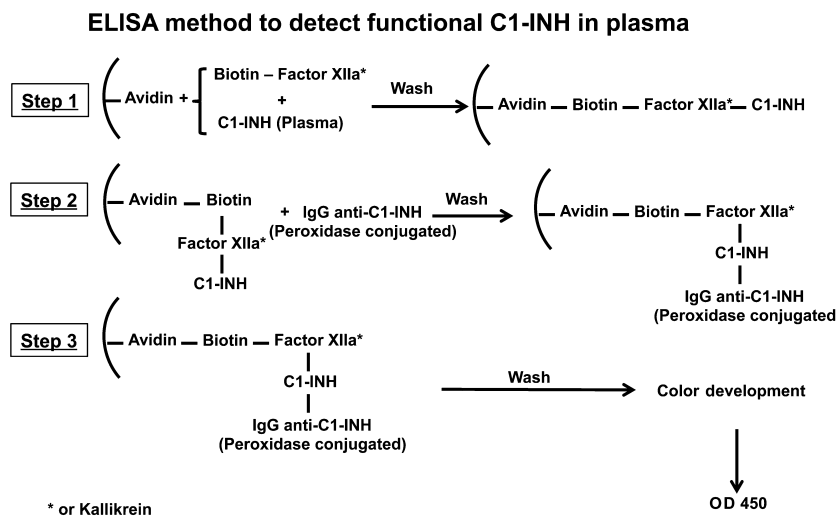 ELISA method to detect functional C1-INH in plasma
Step 1
Avidin +
Biotin – Factor XIIa*
+
C1-INH (Plasma)
Wash
Avidin — Biotin — Factor XIIa* — C1-INH
Step 2
Avidin — Biotin
Factor XIIa*
C1-INH
+ IgG anti-C1-INH
(Peroxidase conjugated)
Wash
Avidin — Biotin — Factor XIIa*
C1-INH
IgG anti-C1-INH
(Peroxidase conjugated
Step 3
Avidin — Biotin — Factor XIIa*
C1-INH
IgG anti-C1-INH
(Peroxidase conjugated)
Wash
Color development
OD 450
* or Kallikrein